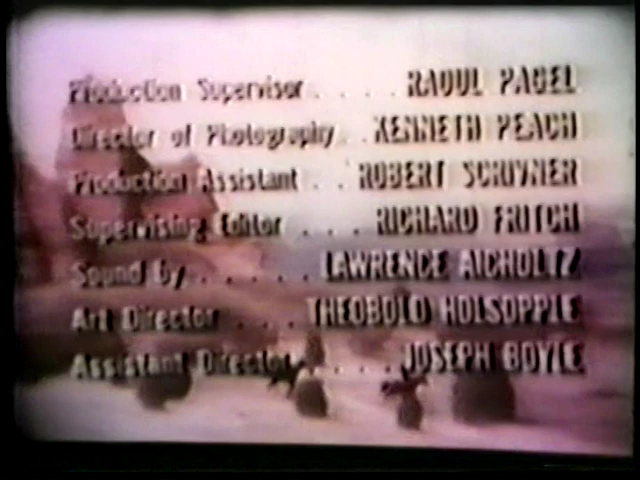 Production Supervisor . . . . RAOUL PAGEL
Director of Photography . . KENNETH PEACH
Production Assistant . . ROBERT SCRIVNER
Supervising Editor . . . RICHARD FRITCH
Sound by . . . . . . LAWRENCE AICHOLTZ
Art Director . . . THEOBOLD HOLSOPPLE
Assistant Director . . . . JOSEPH BOYLE